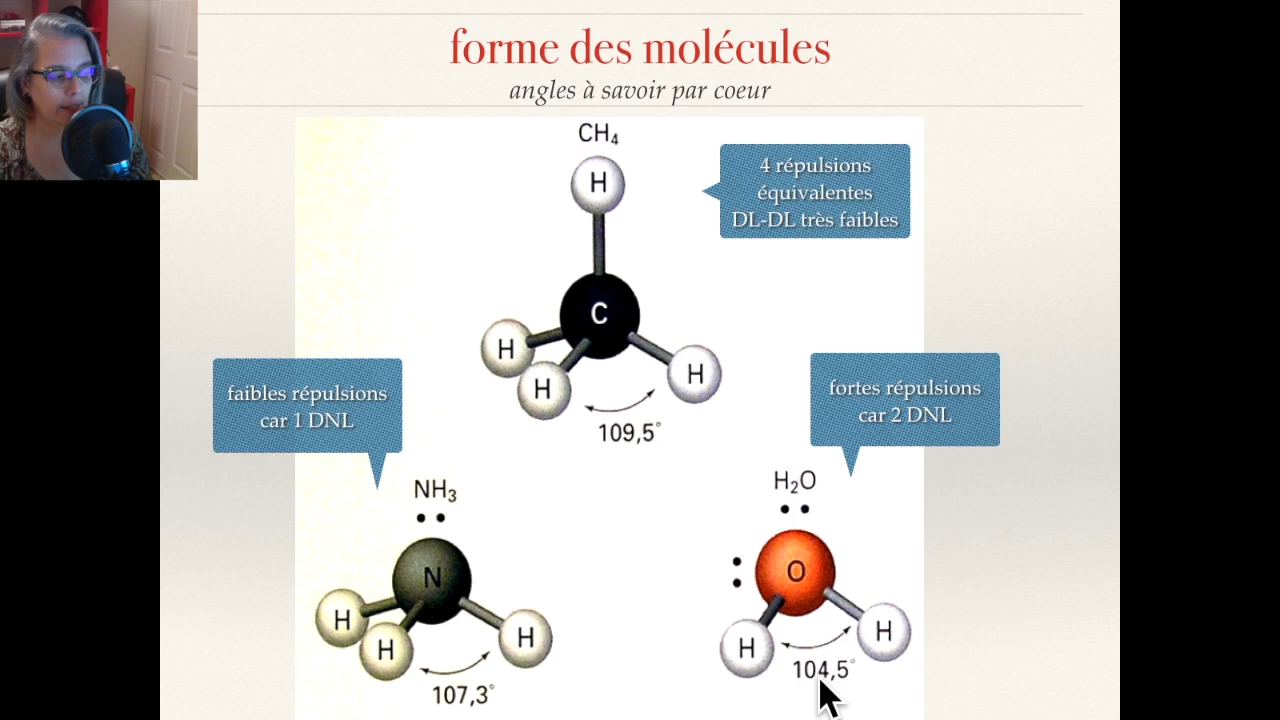 forme des molécules
angles à savoir par coeur
CH₄
H
4 répulsions
équivalentes
DL-DL très faibles
C
H
H
H
109,5°
faibles répulsions
car 1 DNL
fortes répulsions
car 2 DNL
NH₃
N
H
H
H
107,3°
H₂O
O
H
H
104,5°